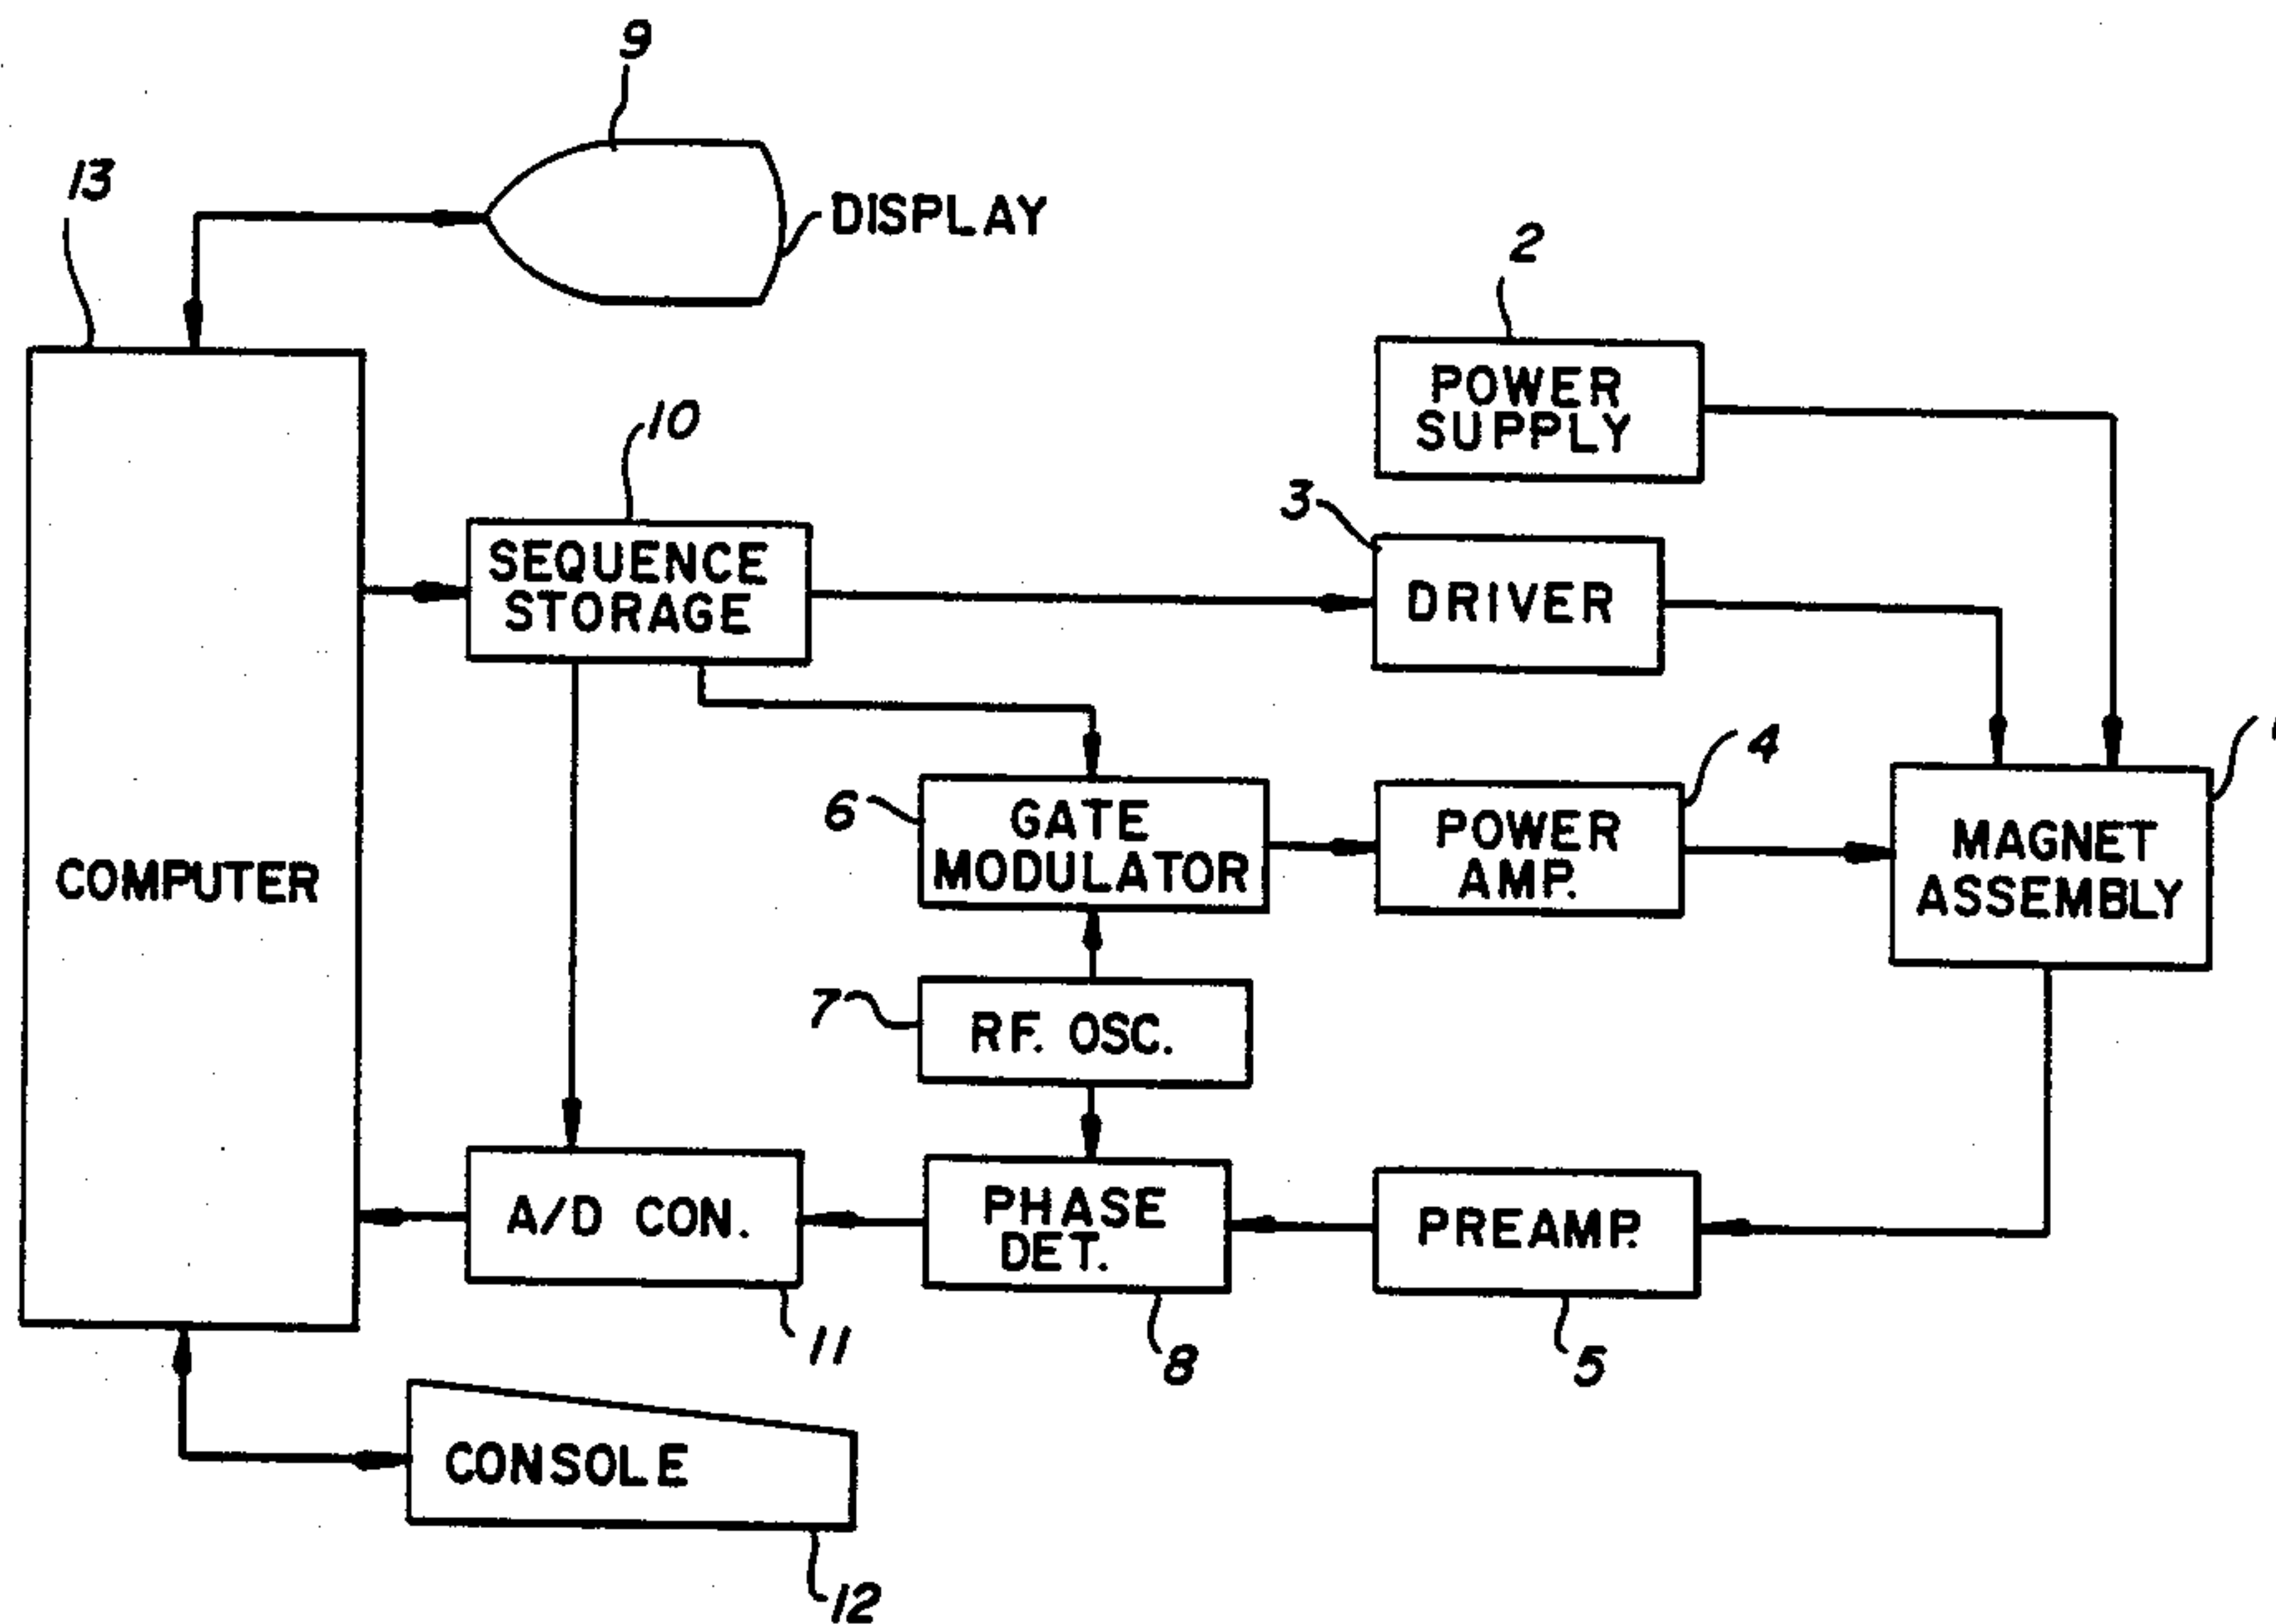 9
13
DISPLAY
2
POWER
SUPPLY
10
3
SEQUENCE
STORAGE
DRIVER
4
6
GATE
MODULATOR
POWER
AMP.
MAGNET
ASSEMBLY
COMPUTER
7
RF. OSC.
A/D CON.
PHASE
DET.
PREAMP.
11
8
5
CONSOLE
12